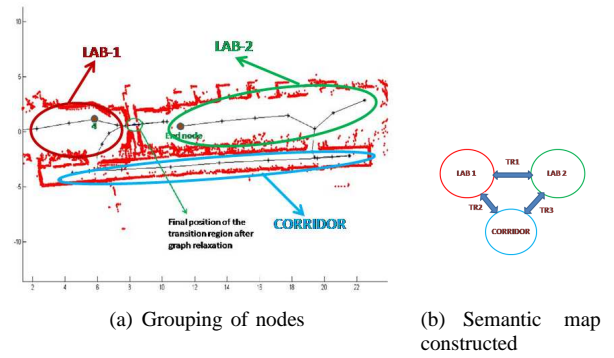 LAB-1
LAB-2
10
5
0
-5
-10
4
End node
Final position of the
transition region after
graph relaxation
CORRIDOR
2 4 6 8 10 12 14 16 18 20 22
LAB 1
TR1
LAB 2
TR2
TR3
CORRIDOR
(a) Grouping of nodes
(b) Semantic map
constructed